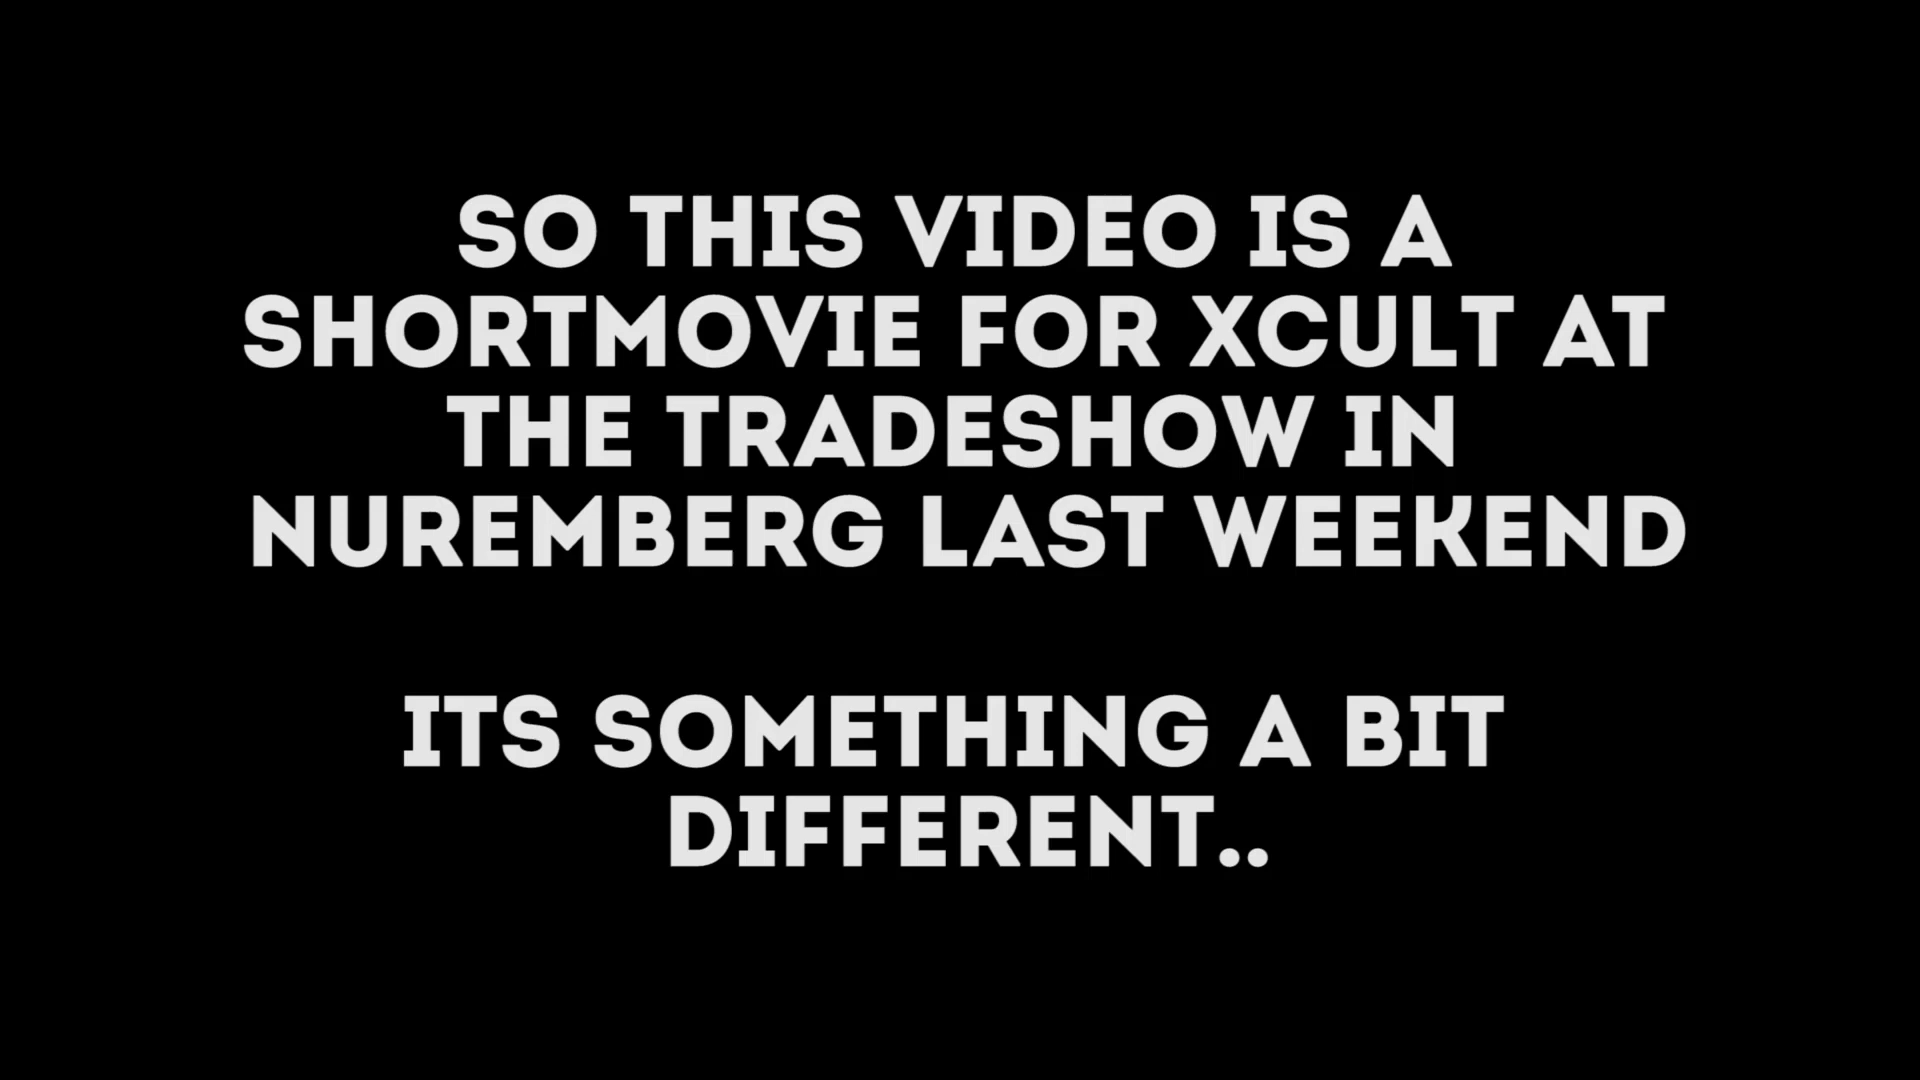 SO THIS VIDEO IS A
SHORTMOVIE FOR XCULT AT
THE TRADESHOW IN
NUREMBERG LAST WEEKEND
ITS SOMETHING A BIT
DIFFERENT..